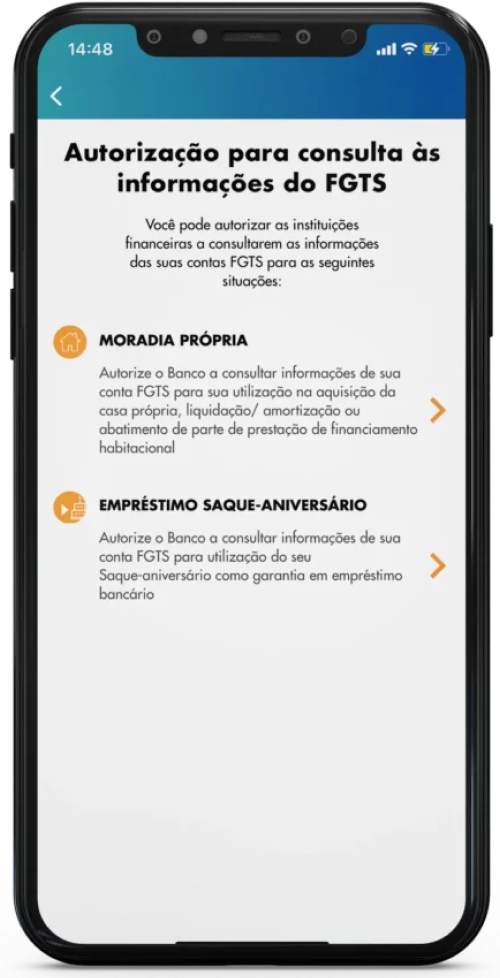 14:48
Autorização para consulta às
informações do FGTS
Você pode autorizar as instituições
financeiras a consultarem as informações
das suas contas FGTS para as seguintes
situações:
MORADIA PRÓPRIA
Autorize o Banco a consultar informações de sua
conta FGTS para sua utilização na aquisição da
casa própria, liquidação/ amortização ou
abatimento de parte de prestação de financiamento
habitacional
EMPRÉSTIMO SAQUE-ANIVERSÁRIO
Autorize o Banco a consultar informações de sua
conta FGTS para utilização do seu
Saque-aniversário como garantia em empréstimo
bancário